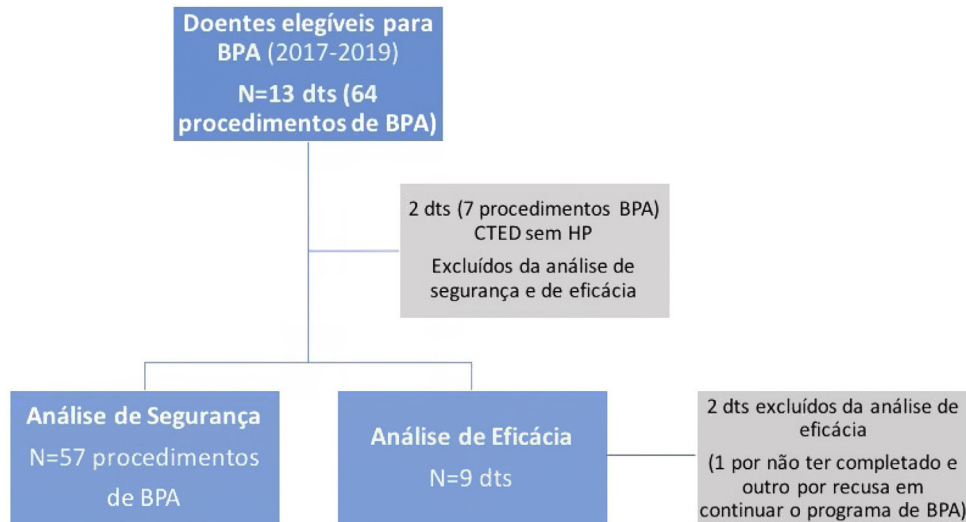 Doentes elegíveis para
BPA (2017-2019)
N=13 dts (64
procedimentos de BPA)
2 dts (7 procedimentos BPA)
CTED sem HP
Excluídos da análise de
segurança e de eficácia
Análise de Segurança
N=57 procedimentos
de BPA
Análise de Eficácia
N=9 dts
2 dts excluídos da análise de
eficácia
(1 por não ter completado e
outro por recusa em
continuar o programa de BPA)